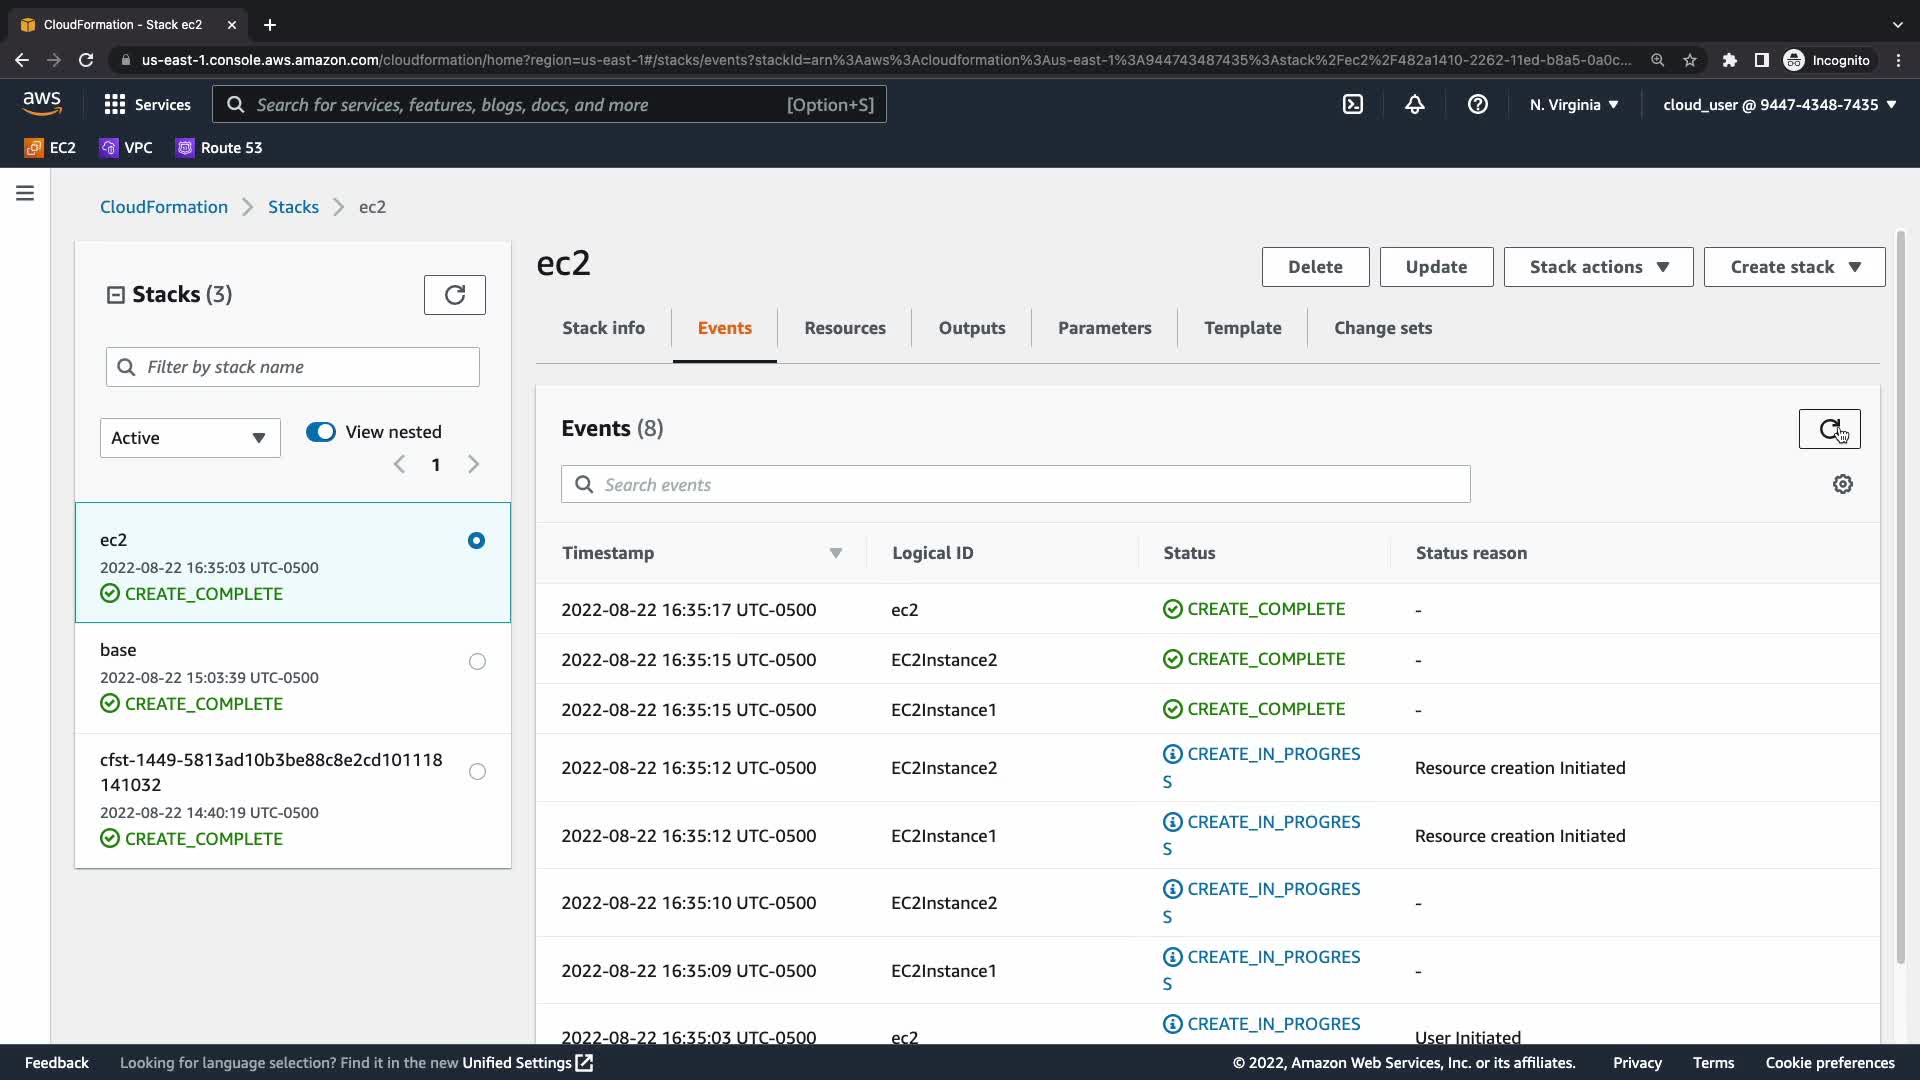 CloudFormation - Stack ec2
us-east-1.console.aws.amazon.com/cloudformation/home?region=us-east-1#/stacks/events?stackId=arn%3Aaws%3Acloudformation%3Aus-east-1%3A944743487435%3Astack%2Fec2%2F482a1410-2262-11ed-b8a5-0a0c...
Incognito
aws
Services
Search for services, features, blogs, docs, and more
[Option+S]
N. Virginia
cloud_user @ 9447-4348-7435
EC2
VPC
Route 53
CloudFormation
Stacks
ec2
Stacks (3)
Filter by stack name
Active
View nested
1
ec2
2022-08-22 16:35:03 UTC-0500
CREATE_COMPLETE
base
2022-08-22 15:03:39 UTC-0500
CREATE_COMPLETE
cfst-1449-5813ad10b3be88c8e2cd101118
141032
2022-08-22 14:40:19 UTC-0500
CREATE_COMPLETE
ec2
Delete
Update
Stack actions
Create stack
Stack info
Events
Resources
Outputs
Parameters
Template
Change sets
Events (8)
Search events
Timestamp
Logical ID
Status
Status reason
2022-08-22 16:35:17 UTC-0500
ec2
CREATE_COMPLETE
-
2022-08-22 16:35:15 UTC-0500
EC2Instance2
CREATE_COMPLETE
-
2022-08-22 16:35:15 UTC-0500
EC2Instance1
CREATE_COMPLETE
-
2022-08-22 16:35:12 UTC-0500
EC2Instance2
CREATE_IN_PROGRES
S
Resource creation Initiated
2022-08-22 16:35:12 UTC-0500
EC2Instance1
CREATE_IN_PROGRES
S
Resource creation Initiated
2022-08-22 16:35:10 UTC-0500
EC2Instance2
CREATE_IN_PROGRES
S
-
2022-08-22 16:35:09 UTC-0500
EC2Instance1
CREATE_IN_PROGRES
S
-
2022-08-22 16:35:03 UTC-0500
ec2
CREATE_IN_PROGRES
User Initiated
Feedback
Looking for language selection? Find it in the new Unified Settings
© 2022, Amazon Web Services, Inc. or its affiliates.
Privacy
Terms
Cookie preferences